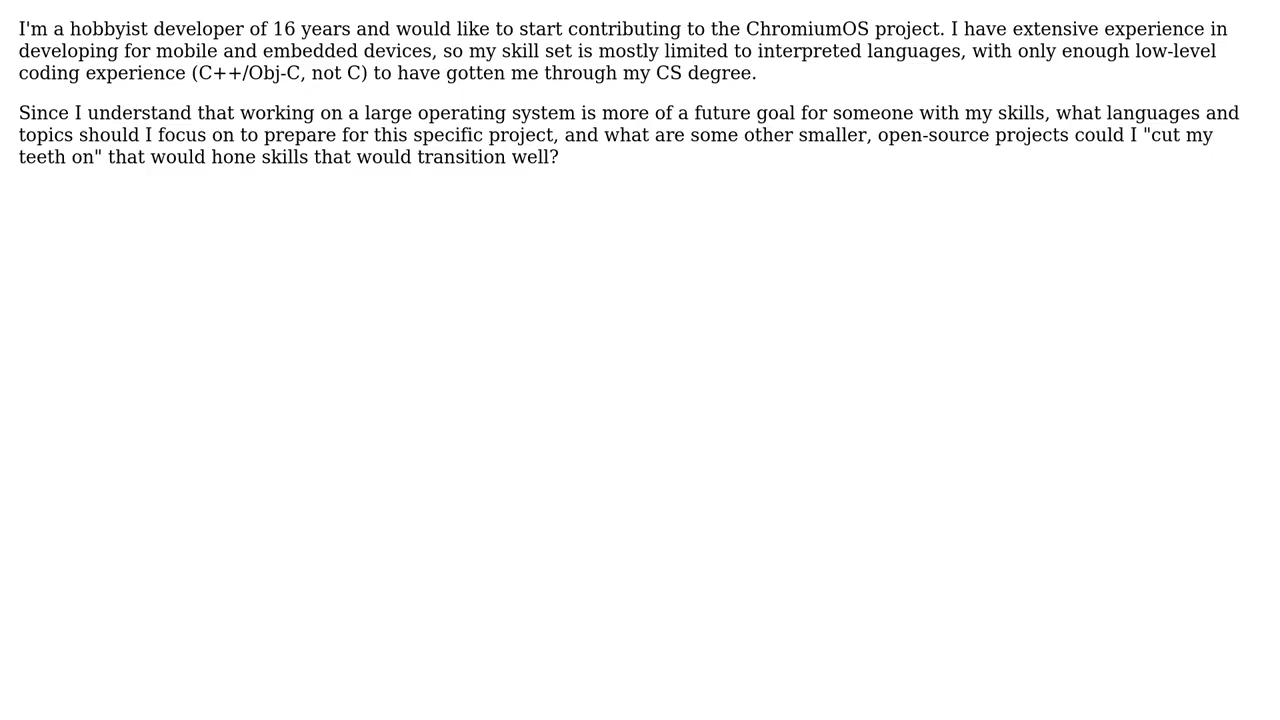 I'm a hobbyist developer of 16 years and would like to start contributing to the ChromiumOS project. I have extensive experience in
developing for mobile and embedded devices, so my skill set is mostly limited to interpreted languages, with only enough low-level
coding experience (C++/Obj-C, not C) to have gotten me through my CS degree.
Since I understand that working on a large operating system is more of a future goal for someone with my skills, what languages and
topics should I focus on to prepare for this specific project, and what are some other smaller, open-source projects could I "cut my
teeth on" that would hone skills that would transition well?